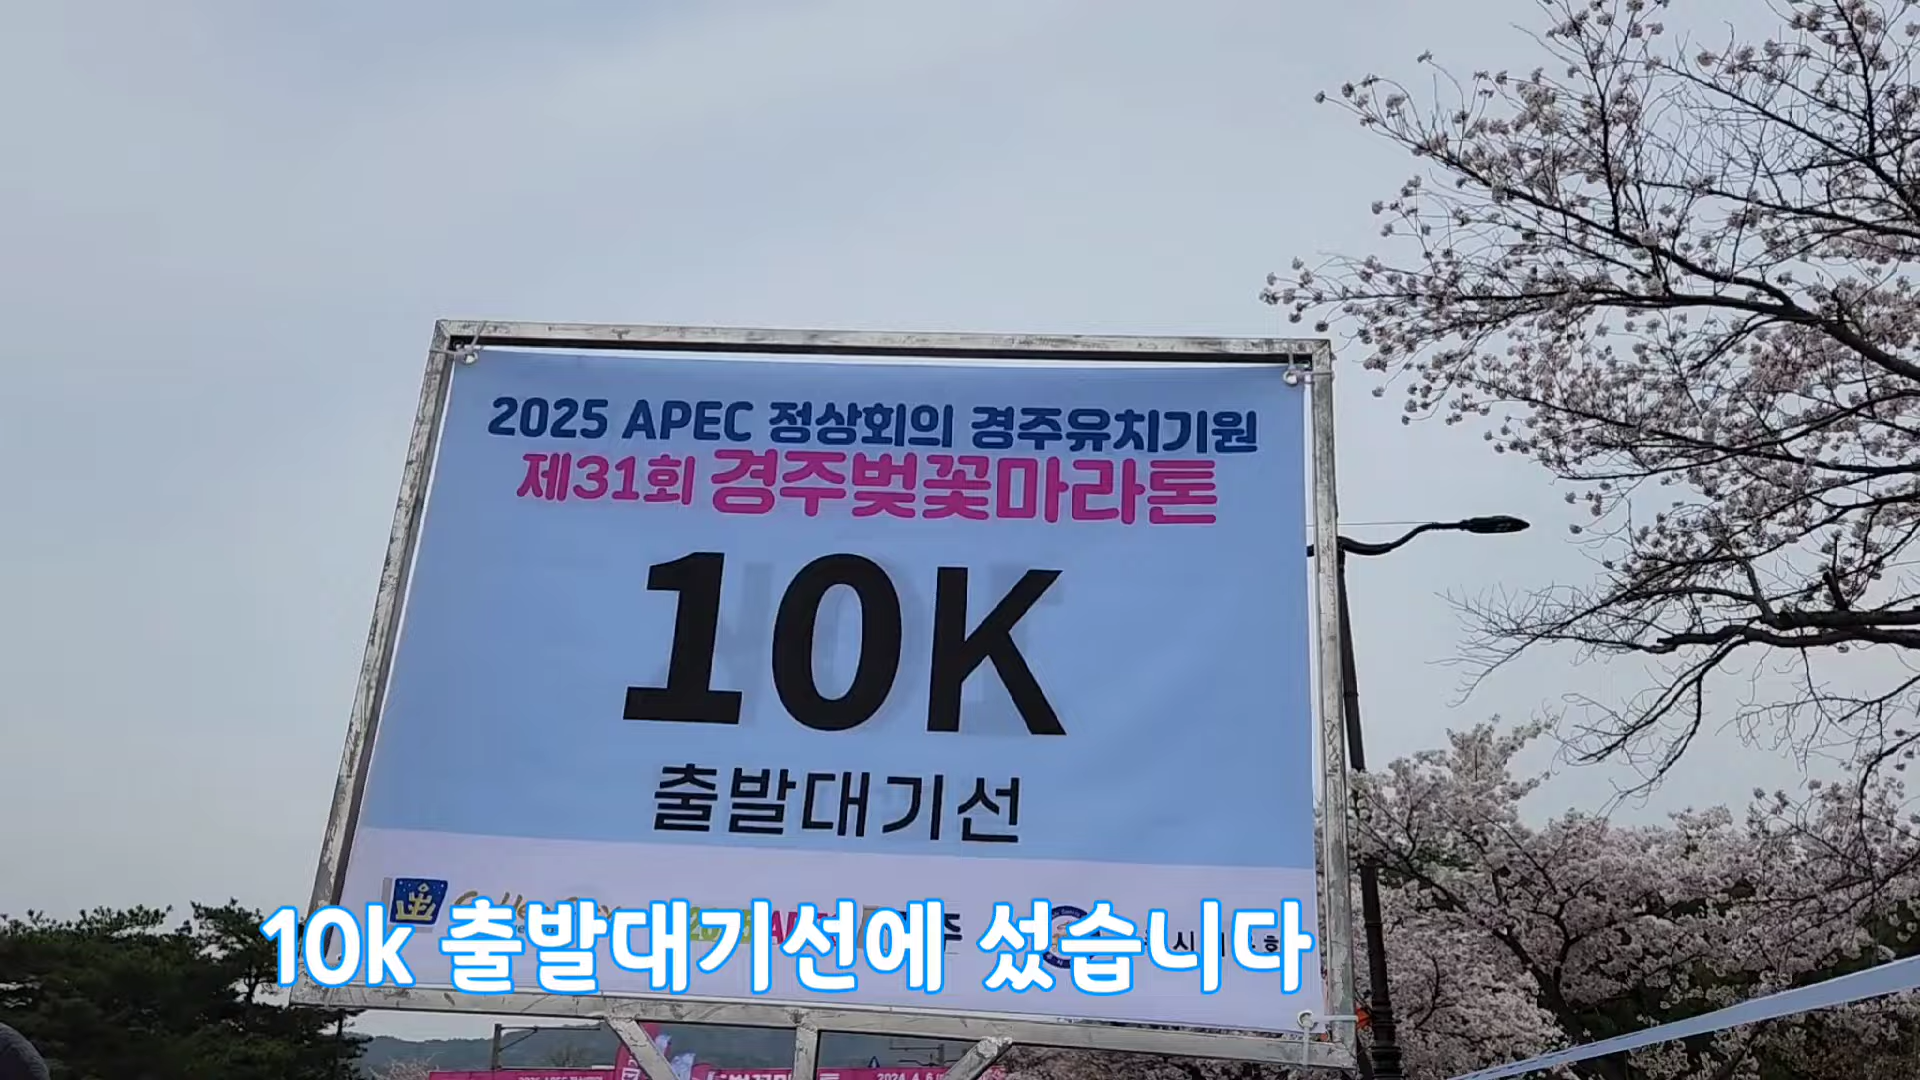 2025 APEC 정상회의 경주유치기원
제31회 경주벚꽃마라톤
10K
출발대기선
10k 출발대기선에 섰습니다